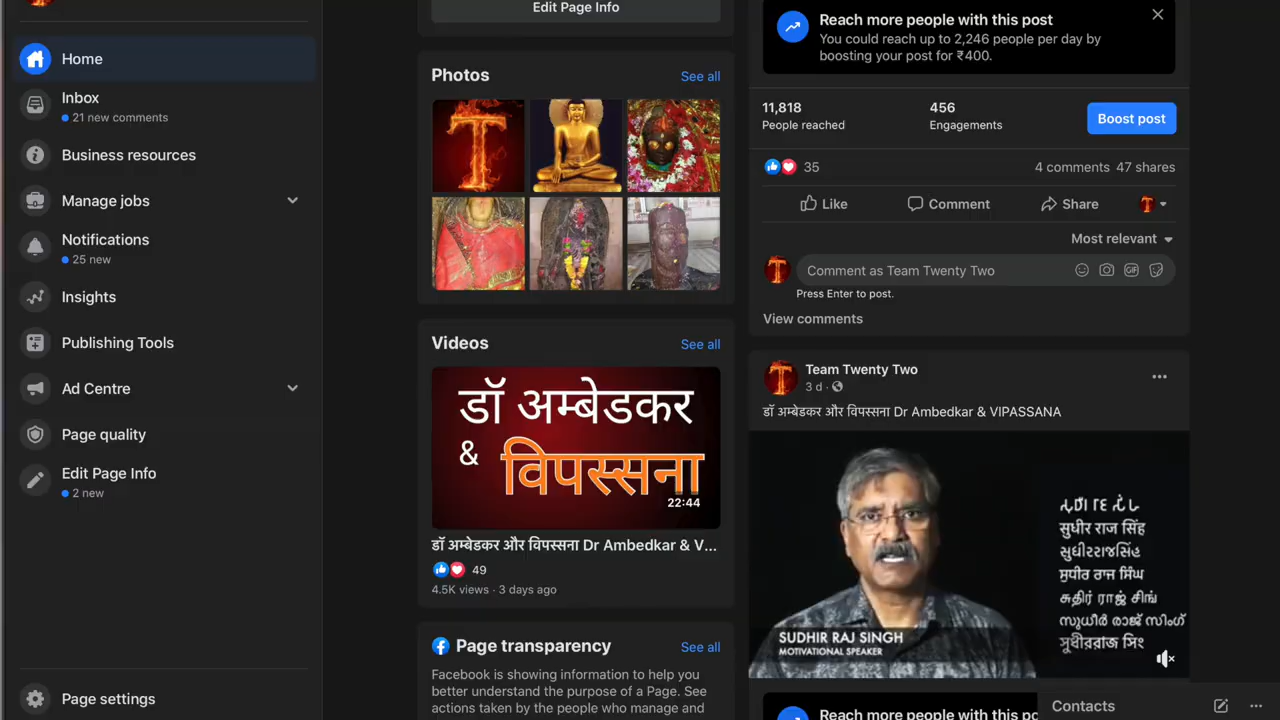 Home
Inbox
21 new comments
Business resources
Manage jobs
Notifications
25 new
Insights
Publishing Tools
Ad Centre
Page quality
Edit Page Info
2 new
Page settings
Edit Page Info
Photos
See all
T
Videos
See all
डॉ अम्बेडकर
&
विपस्सना
22:44
डॉ अम्बेडकर और विपस्सना Dr Ambedkar & V...
49
4.5K views · 3 days ago
Page transparency
See all
Facebook is showing information to help you
better understand the purpose of a Page. See
actions taken by the people who manage and
Reach more people with this post
You could reach up to 2,246 people per day by
boosting your post for ₹400.
11,818
People reached
456
Engagements
Boost post
35
4 comments 47 shares
Like
Comment
Share
Most relevant
Comment as Team Twenty Two
GIF
Press Enter to post.
View comments
Team Twenty Two
3 d
डॉ अम्बेडकर और विपस्सना Dr Ambedkar & VIPASSANA
सुधीर राज सिंह
સુધીરરાજસિંહ
ਸੁਧੀਰ ਰਾਜ ਸਿੰਘ
சுதிர் ராஜ் சிங்
സുധീർ രാജ് സിംഗ്
SUDHIR RAJ SINGH
MOTIVATIONAL SPEAKER
Reach more people with this po
Contacts